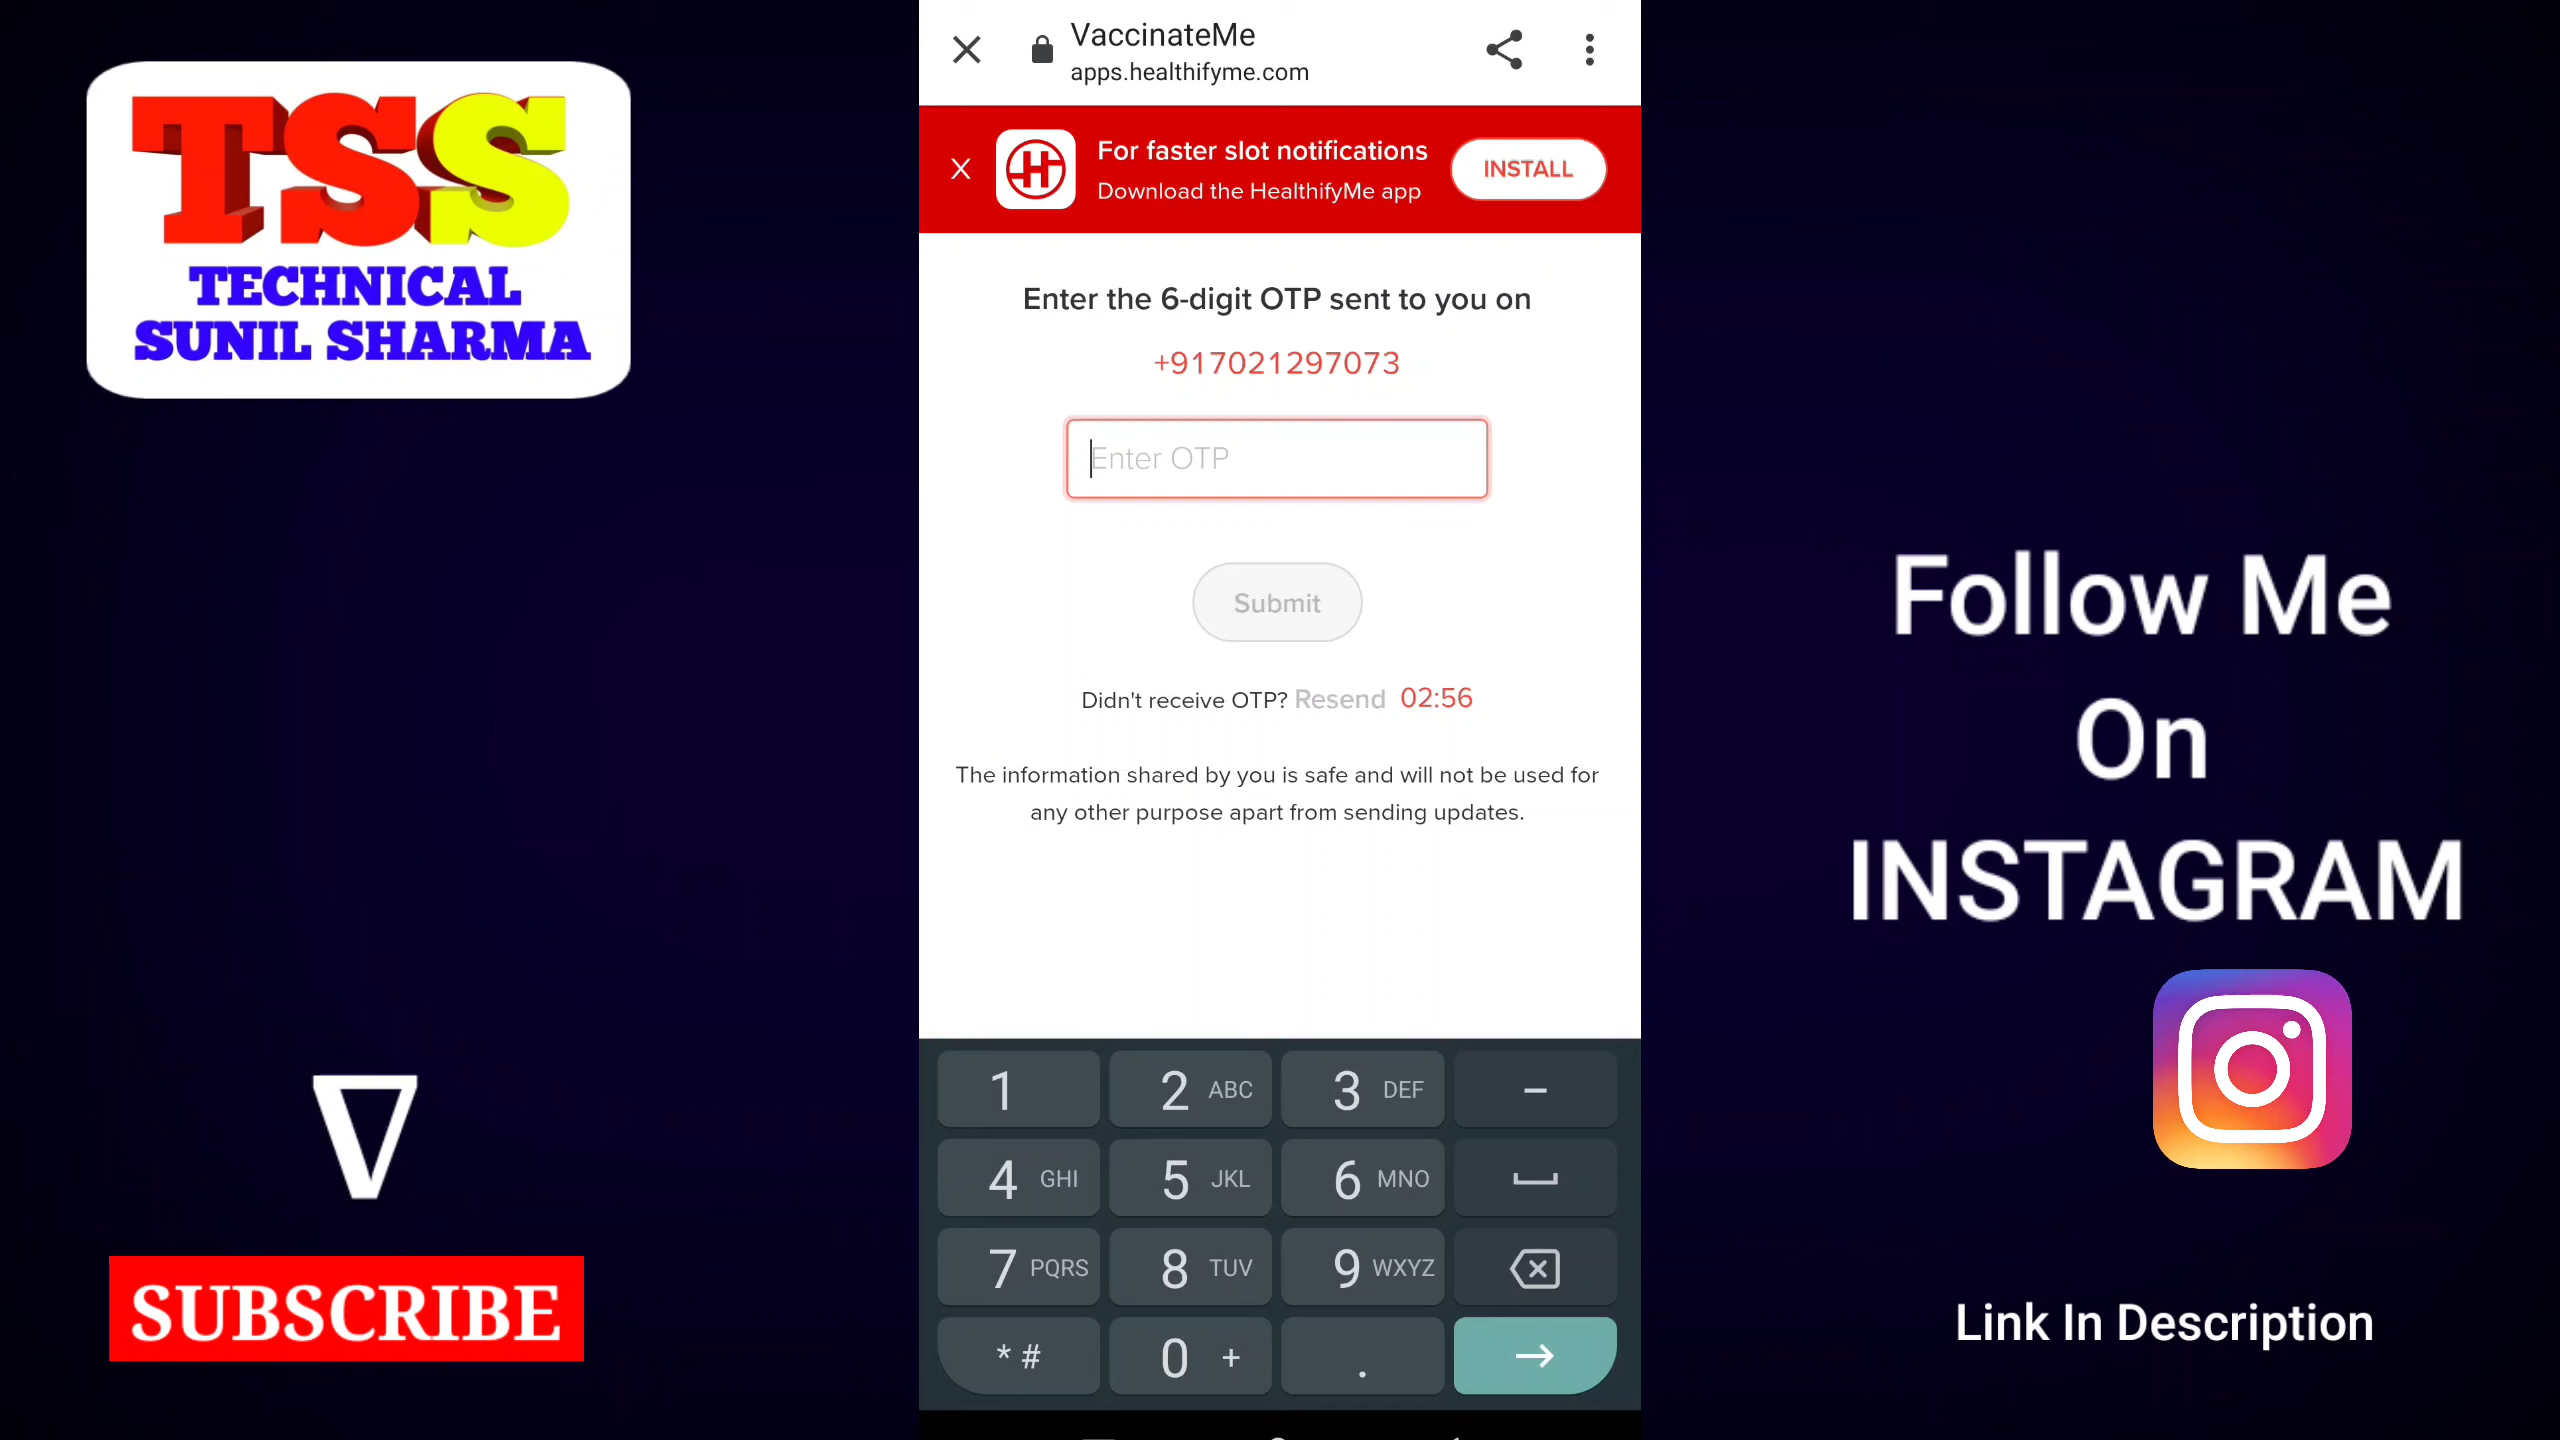 TSS
TECHNICAL
SUNIL SHARMA
SUBSCRIBE
VaccinateMe
apps.healthifyme.com
X
For faster slot notifications
Download the HealthifyMe app
INSTALL
Enter the 6-digit OTP sent to you on
+917021297073
Enter OTP
Submit
Didn't receive OTP? Resend 02:56
The information shared by you is safe and will not be used for
any other purpose apart from sending updates.
1 2 ABC 3 DEF –
4 GHI 5 JKL 6 MNO
7 PQRS 8 TUV 9 WXYZ
* # 0 + .
Follow Me
On
INSTAGRAM
Link In Description